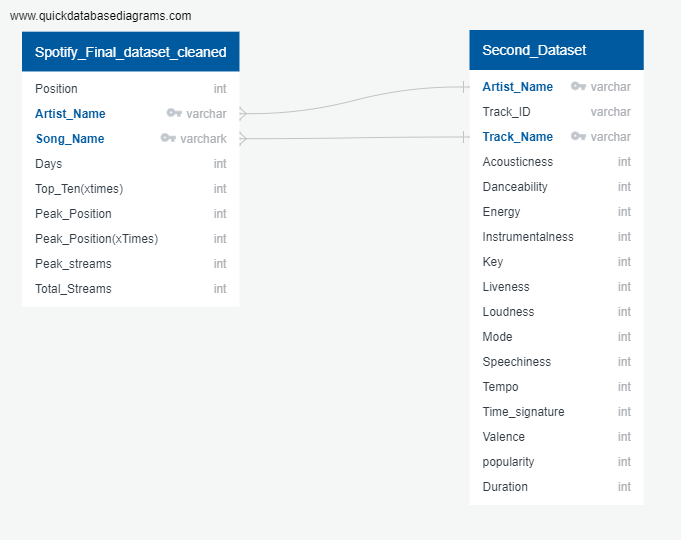 www.quickdatabasediagrams.com
Spotify_Final_dataset_cleaned
Position int
Artist_Name varchar
Song_Name varchark
Days int
Top_Ten(xtimes) int
Peak_Position int
Peak_Position(xTimes) int
Peak_streams int
Total_Streams int
Second_Dataset
Artist_Name varchar
Track_ID varchar
Track_Name varchar
Acousticness int
Danceability int
Energy int
Instrumentalness int
Key int
Liveness int
Loudness int
Mode int
Speechiness int
Tempo int
Time_signature int
Valence int
popularity int
Duration int